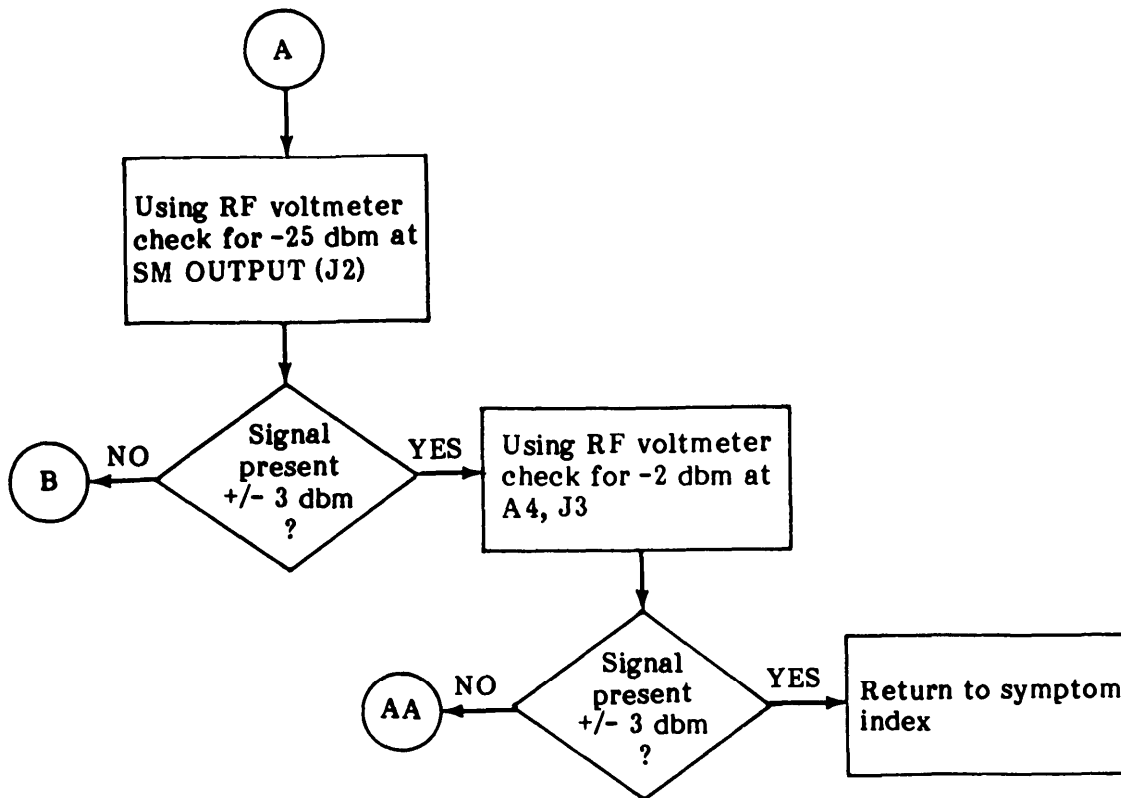 A
Using RF voltmeter
check for -25 dbm at
SM OUTPUT (J2)
Signal
present
+/- 3 dbm
?
NO
B
YES
Using RF voltmeter
check for -2 dbm at
A4, J3
Signal
present
+/- 3 dbm
?
NO
AA
YES
Return to symptom
index